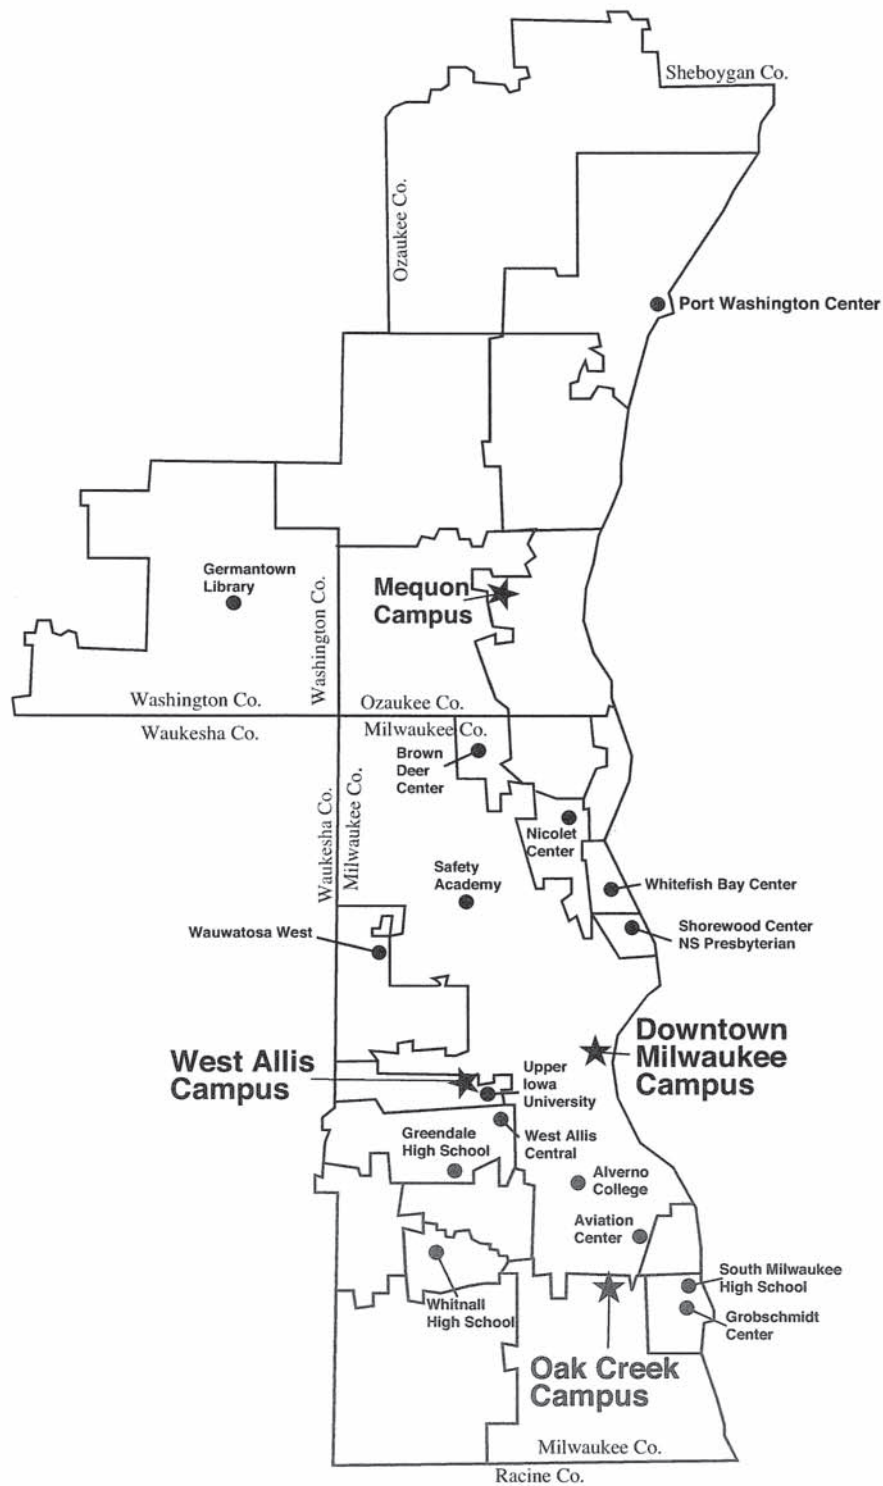 Sheboygan Co.
Ozaukee Co.
Port Washington Center
Germantown
Library
Mequon
Campus
Washington Co.
Washington Co.
Ozaukee Co.
Waukesha Co.
Milwaukee Co.
Brown
Deer
Center
Waukesha Co.
Milwaukee Co.
Nicolet
Center
Safety
Academy
Whitefish Bay Center
Wauwatosa West
Shorewood Center
NS Presbyterian
Downtown
Milwaukee
Campus
West Allis
Campus
Upper
Iowa
University
Greendale
High School
West Allis
Central
Alverno
College
Aviation
Center
South Milwaukee
High School
Whitnall
High School
Grobschmidt
Center
Oak Creek
Campus
Milwaukee Co.
Racine Co.